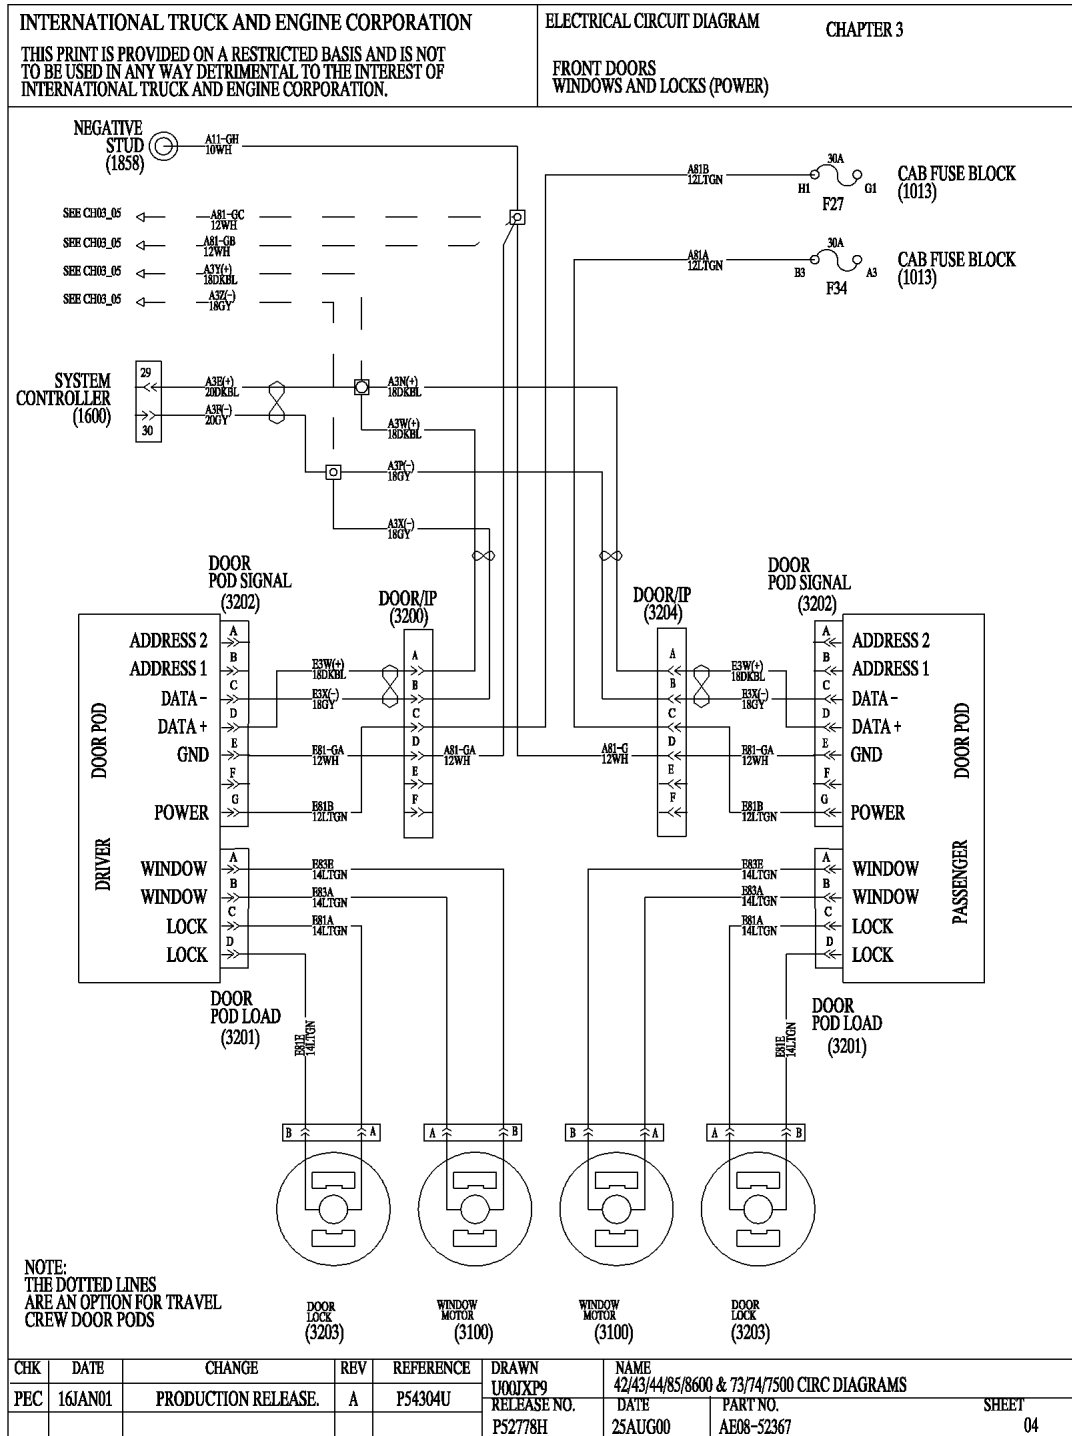 INTERNATIONAL TRUCK AND ENGINE CORPORATION
THIS PRINT IS PROVIDED ON A RESTRICTED BASIS AND IS NOT
TO BE USED IN ANY WAY DETRIMENTAL TO THE INTEREST OF
INTERNATIONAL TRUCK AND ENGINE CORPORATION.
ELECTRICAL CIRCUIT DIAGRAM
CHAPTER 3
FRONT DOORS
WINDOWS AND LOCKS (POWER)
NEGATIVE
STUD
(1858)
A11-GH
10WH
A81B
12LTGN
30A
H1
G1
F27
CAB FUSE BLOCK
(1013)
SEE CH03_05
A81-GC
12WH
SEE CH03_05
A81-GB
12WH
SEE CH03_05
A3Y(+)
18DKBL
SEE CH03_05
A3Z(-)
18GY
A81A
12LTGN
30A
B3
A3
F34
CAB FUSE BLOCK
(1013)
SYSTEM
CONTROLLER
(1600)
29
30
A3E(+)
20DKBL
A3F(-)
20GY
A3N(+)
18DKBL
A3W(+)
18DKBL
A3P(-)
18GY
A3X(-)
18GY
DOOR
POD SIGNAL
(3202)
DOOR/IP
(3200)
DOOR/IP
(3204)
DOOR
POD SIGNAL
(3202)
DRIVER DOOR POD
ADDRESS 2
ADDRESS 1
DATA -
DATA +
GND
POWER
A
B
C
D
E
F
G
E3W(+)
18DKBL
E3X(-)
18GY
E81-GA
12WH
E81B
12LTGN
A
B
C
D
E
F
A81-GA
12WH
A81-G
12WH
A
B
C
D
E
F
E3W(+)
18DKBL
E3X(-)
18GY
E81-GA
12WH
E81B
12LTGN
A
B
C
D
E
F
G
ADDRESS 2
ADDRESS 1
DATA -
DATA +
GND
POWER
PASSENGER DOOR POD
WINDOW
WINDOW
LOCK
LOCK
A
B
C
D
E83E
14LTGN
E83A
14LTGN
E81A
14LTGN
E81E
14LTGN
DOOR
POD LOAD
(3201)
E83E
14LTGN
E83A
14LTGN
E81A
14LTGN
E81E
14LTGN
A
B
C
D
WINDOW
WINDOW
LOCK
LOCK
DOOR
POD LOAD
(3201)
B A
A B
B A
A B
DOOR
LOCK
(3203)
WINDOW
MOTOR
(3100)
WINDOW
MOTOR
(3100)
DOOR
LOCK
(3203)
NOTE:
THE DOTTED LINES
ARE AN OPTION FOR TRAVEL
CREW DOOR PODS
CHK DATE CHANGE REV REFERENCE
PEC 16JAN01 PRODUCTION RELEASE. A P54304U
DRAWN
U00JXP9
NAME
42/43/44/85/8600 & 73/74/7500 CIRC DIAGRAMS
RELEASE NO.
P52778H
DATE
25AUG00
PART NO.
AE08-52367
SHEET
04